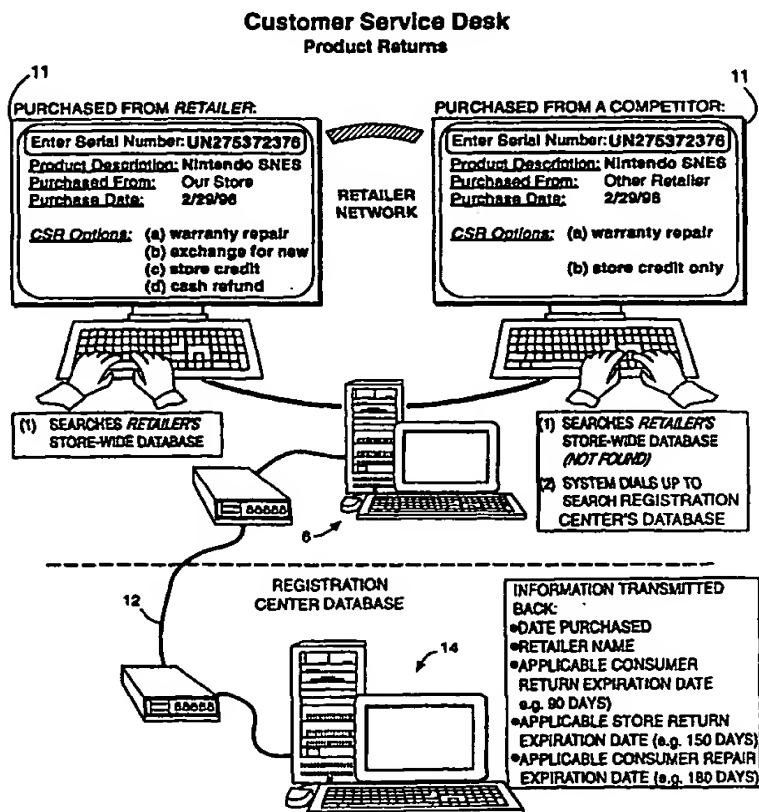 Customer Service Desk
Product Returns
11
PURCHASED FROM RETAILER:
Enter Serial Number: UN275372376
Product Description: Nintendo SNES
Purchased From: Our Store
Purchase Date: 2/29/96
CSR Options: (a) warranty repair
(b) exchange for new
(c) store credit
(d) cash refund
RETAILER
NETWORK
11
PURCHASED FROM A COMPETITOR:
Enter Serial Number: UN275372376
Product Description: Nintendo SNES
Purchased From: Other Retailer
Purchase Date: 2/29/96
CSR Options: (a) warranty repair
(b) store credit only
(1) SEARCHES RETAILER'S
STORE-WIDE DATABASE
(1) SEARCHES RETAILER'S
STORE-WIDE DATABASE
(NOT FOUND)
(2) SYSTEM DIALS UP TO
SEARCH REGISTRATION
CENTER'S DATABASE
6
12
REGISTRATION
CENTER DATABASE
14
INFORMATION TRANSMITTED
BACK:
•DATE PURCHASED
•RETAILER NAME
•APPLICABLE CONSUMER
RETURN EXPIRATION DATE
e.g. 90 DAYS)
•APPLICABLE STORE RETURN
EXPIRATION DATE (e.g. 150 DAYS)
•APPLICABLE CONSUMER REPAIR
EXPIRATION DATE (e.g. 180 DAYS)